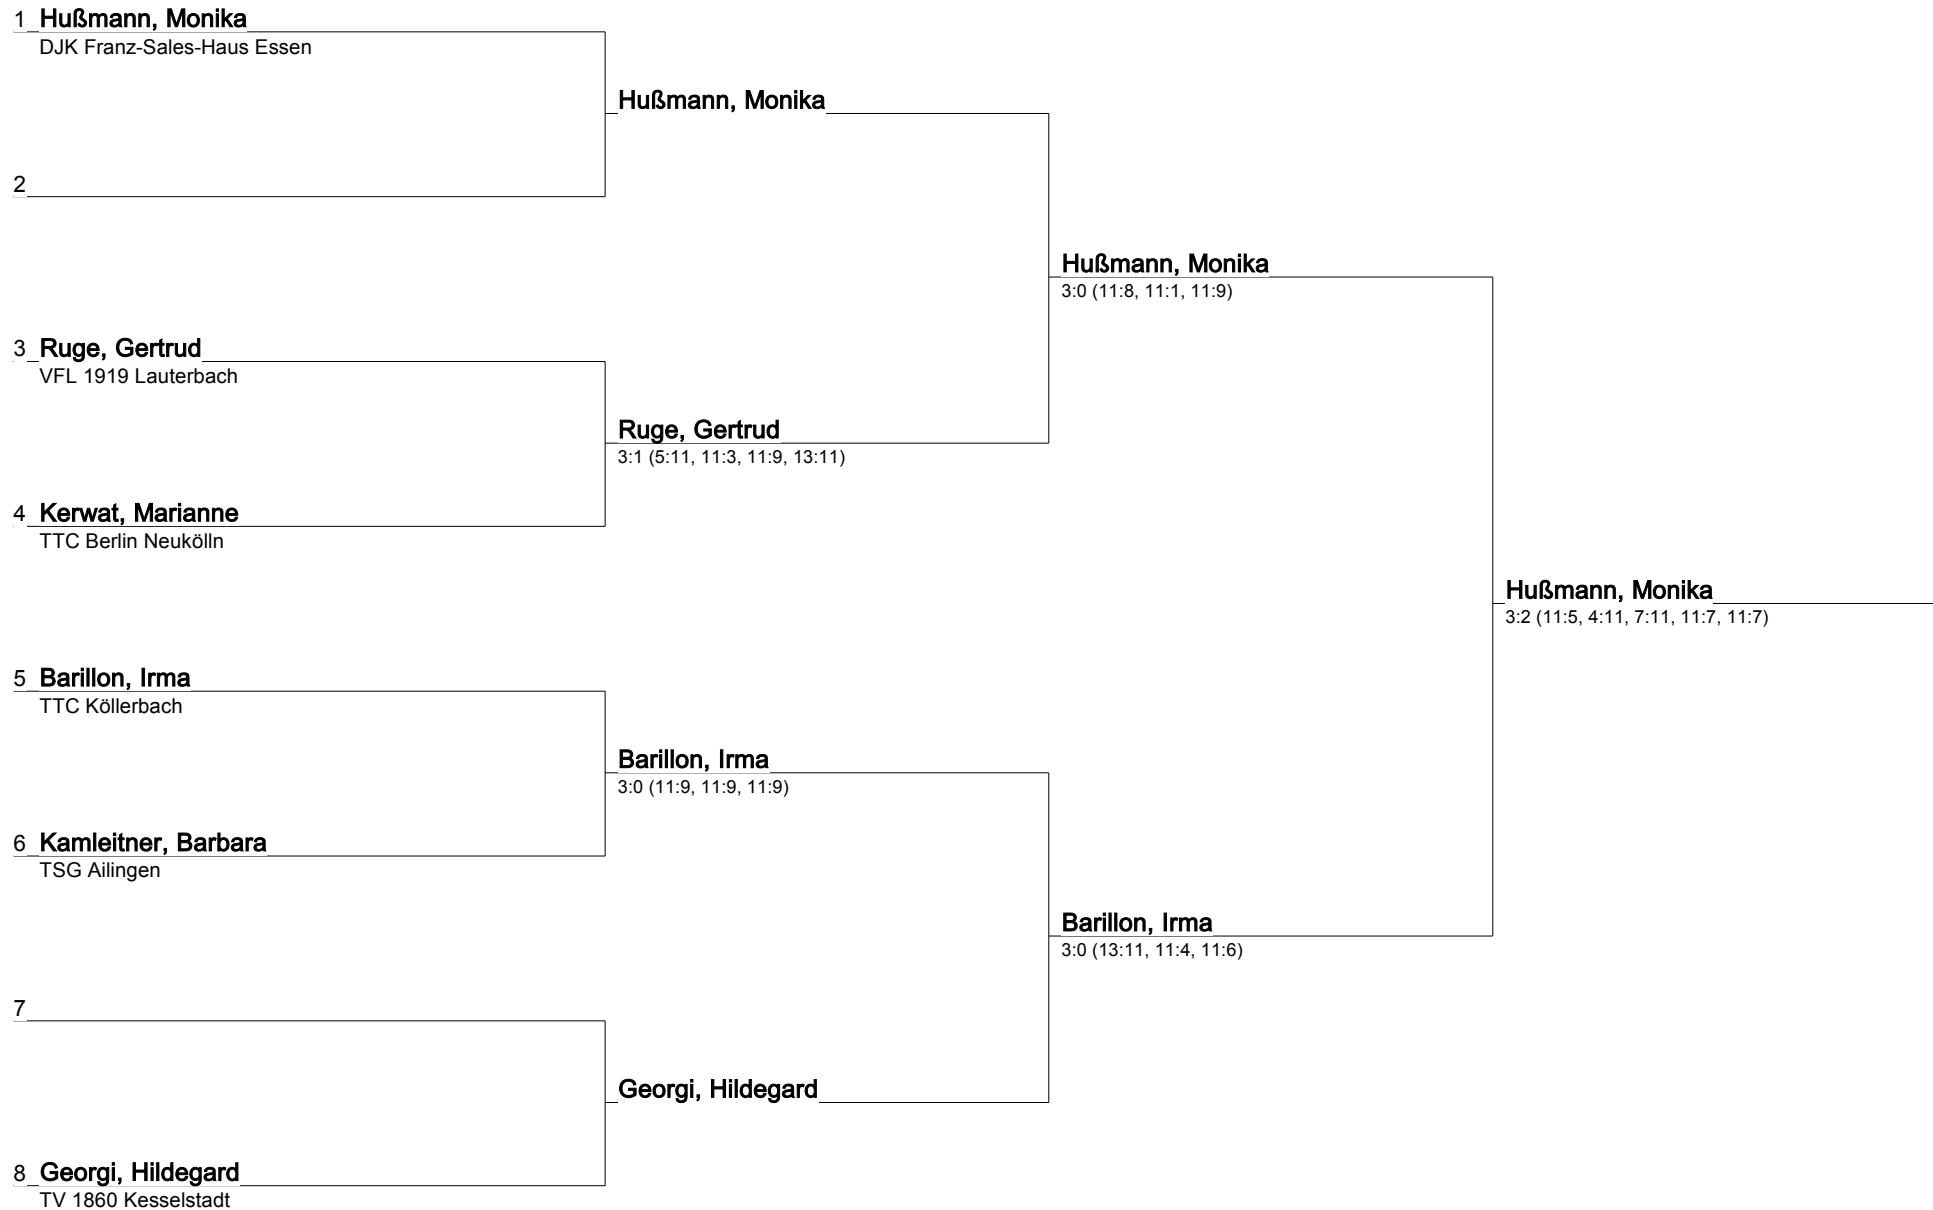 1 Hußmann, Monika
DJK Franz-Sales-Haus Essen
Hußmann, Monika
2
Hußmann, Monika
3:0 (11:8, 11:1, 11:9)
3 Ruge, Gertrud
VFL 1919 Lauterbach
Ruge, Gertrud
3:1 (5:11, 11:3, 11:9, 13:11)
4 Kerwat, Marianne
TTC Berlin Neukölln
Hußmann, Monika
3:2 (11:5, 4:11, 7:11, 11:7, 11:7)
5 Barillon, Irma
TTC Köllerbach
Barillon, Irma
3:0 (11:9, 11:9, 11:9)
6 Kamleitner, Barbara
TSG Ailingen
Barillon, Irma
3:0 (13:11, 11:4, 11:6)
7
Georgi, Hildegard
8 Georgi, Hildegard
TV 1860 Kesselstadt